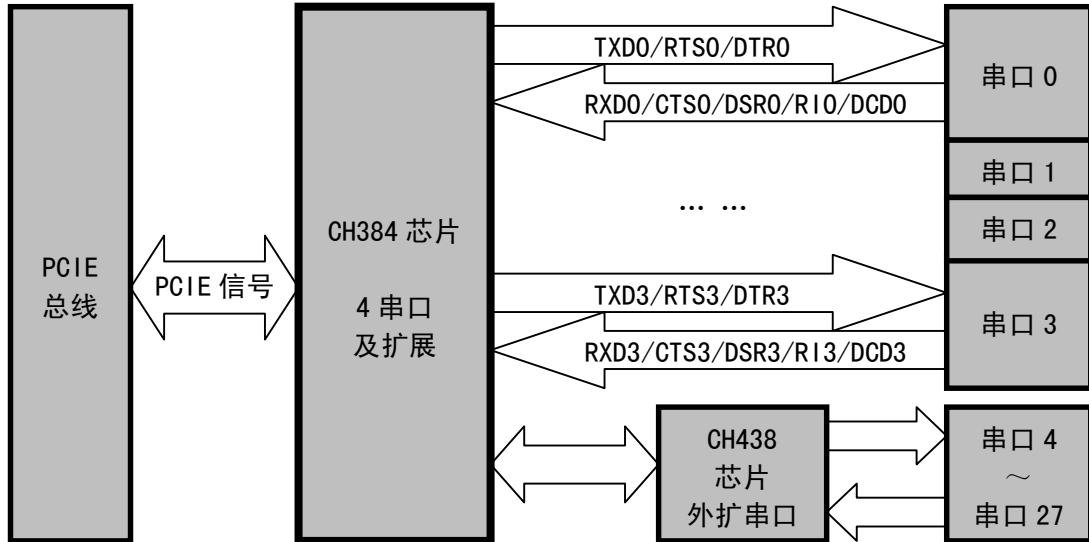 PCIE
总线
PCIE 信号
CH384 芯片
4 串口
及扩展
TXD0/RTS0/DTR0
RXD0/CTS0/DSR0/RI0/DCD0
… …
TXD3/RTS3/DTR3
RXD3/CTS3/DSR3/RI3/DCD3
CH438
芯片
外扩串口
串口 0
串口 1
串口 2
串口 3
串口 4
～
串口 27